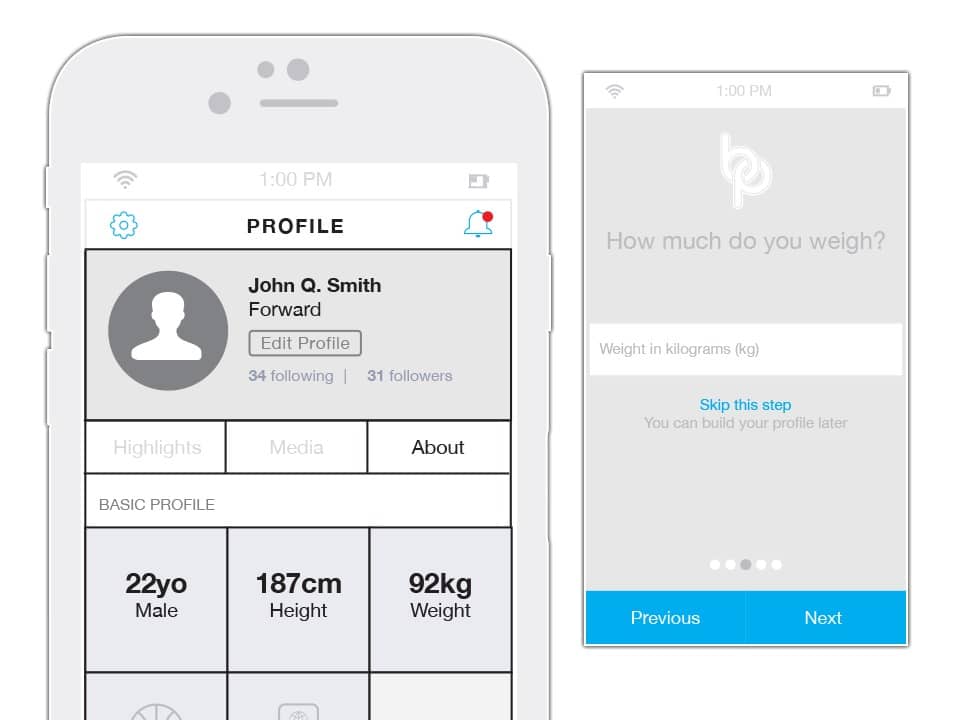 1:00 PM
PROFILE
John Q. Smith
Forward
Edit Profile
34 following | 31 followers
Highlights
Media
About
BASIC PROFILE
22yo
Male
187cm
Height
92kg
Weight
1:00 PM
bp
How much do you weigh?
Weight in kilograms (kg)
Skip this step
You can build your profile later
Previous
Next